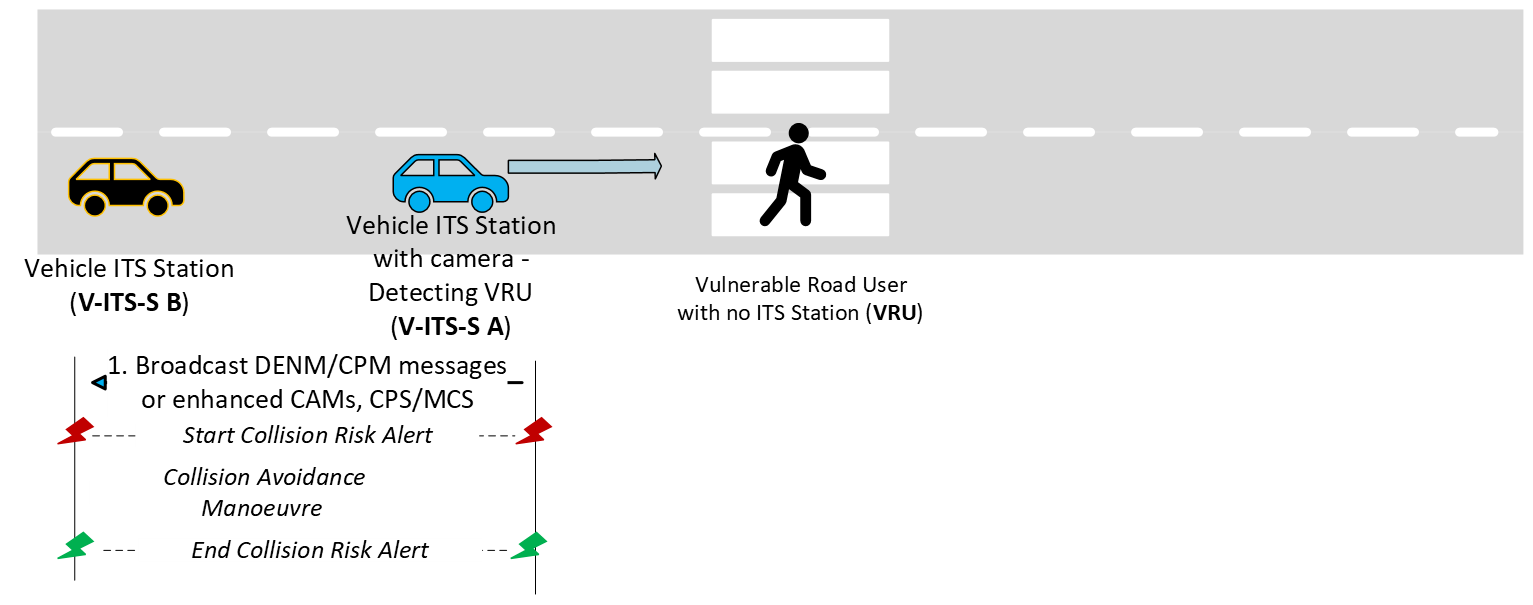 Vehicle ITS Station
(V-ITS-S B)
Vehicle ITS Station
with camera -
Detecting VRU
(V-ITS-S A)
Vulnerable Road User
with no ITS Station (VRU)
1. Broadcast DENM/CPM messages
or enhanced CAMs, CPS/MCS
Start Collision Risk Alert
Collision Avoidance
Manoeuvre
End Collision Risk Alert